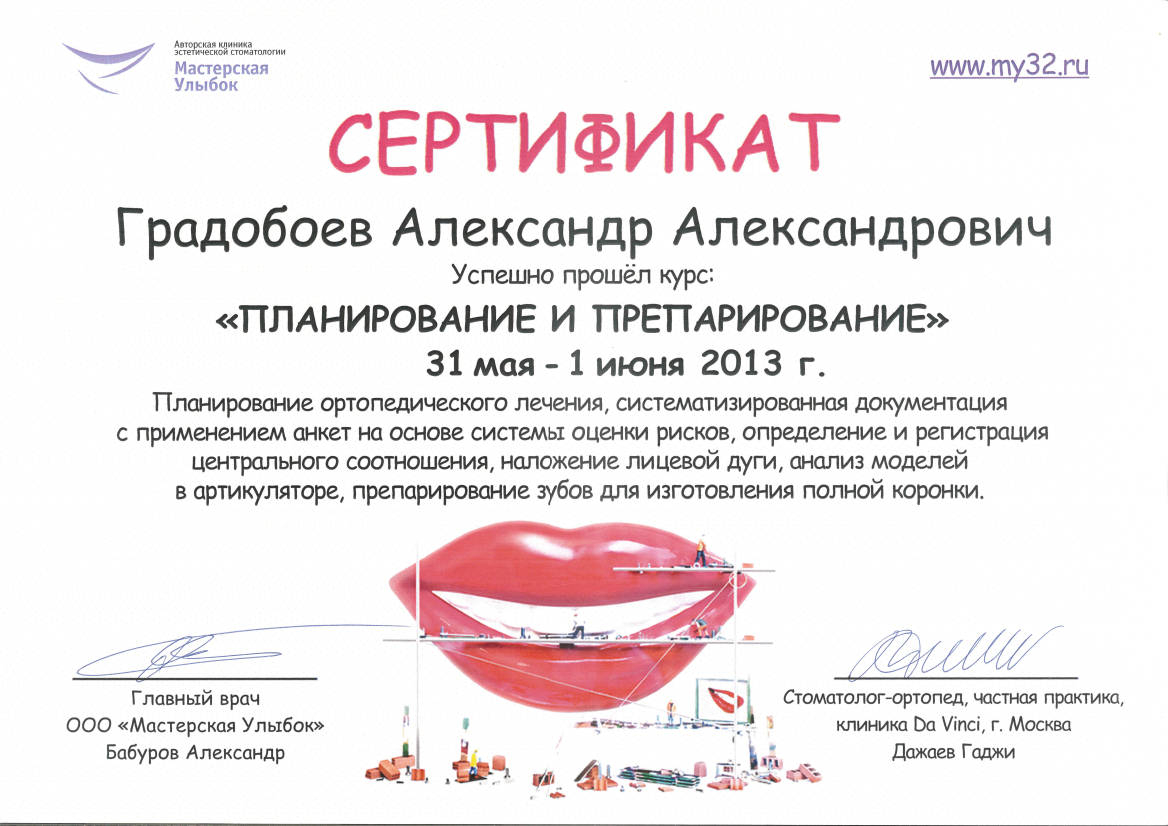 Авторская клиника
эстетической стоматологии
Мастерская
Улыбок
www.my32.ru
СЕРТИФИКАТ
Градобоев Александр Александрович
Успешно прошёл курс:
«ПЛАНИРОВАНИЕ И ПРЕПАРИРОВАНИЕ»
31 мая - 1 июня 2013 г.
Планирование ортопедического лечения, систематизированная документация
с применением анкет на основе системы оценки рисков, определение и регистрация
центрального соотношения, наложение лицевой дуги, анализ моделей
в артикуляторе, препарирование зубов для изготовления полной коронки.
Главный врач
ООО «Мастерская Улыбок»
Бабуров Александр
Стоматолог-ортопед, частная практика,
клиника Da Vinci, г. Москва
Дажаев Гаджи